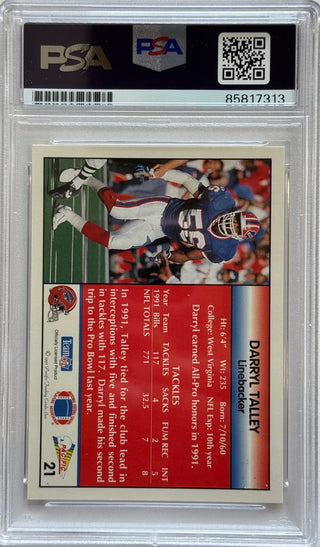 PSA
PSA
85817313
DARRYL TALLEY
Linebacker
Ht: 6'4" Wt: 235 Born: 7/10/60
College: West Virginia NFL Exp: 10th year
Darryl earned All-Pro honors in 1991.
TACKLES
Year Team TACKLES SACKS FUM REC INT
1991 Bills 117 4 2 5
NFL TOTALS 771 32.5 7 8
In 1991, Talley tied for the club lead in
interceptions with five and finished second
in tackles with 117. Darryl made his second
trip to the Pro Bowl last year.
Team NFL
PACIFIC
21
56